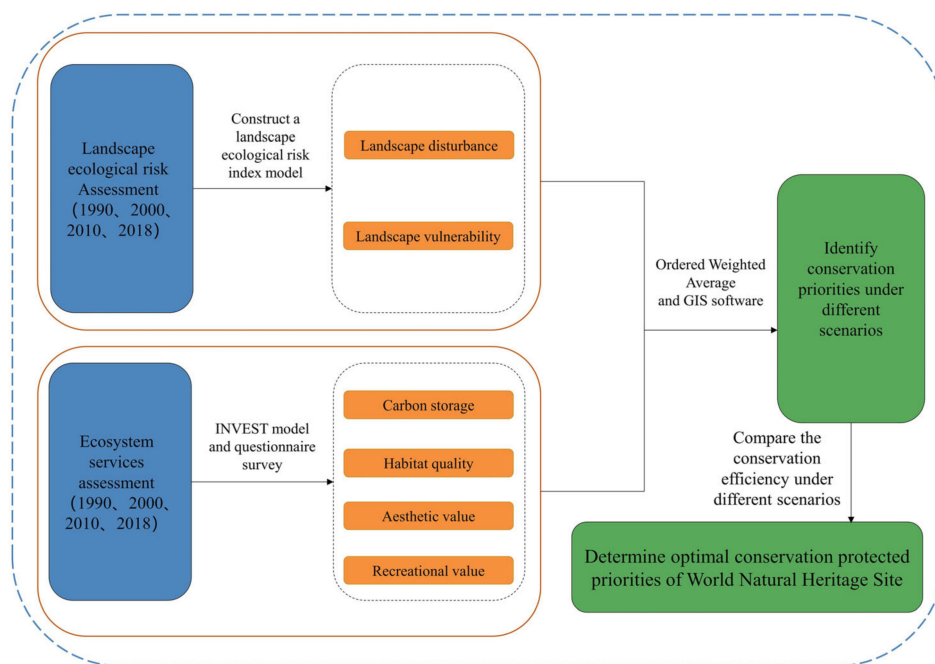 Landscape
ecological risk
Assessment
（1990、2000、
2010、2018）
Construct a
landscape
ecological risk
index model
Landscape disturbance
Landscape vulnerability
Ecosystem
services
assessment
（1990、2000、
2010、2018）
INVEST model
and questionnaire
survey
Carbon storage
Habitat quality
Aesthetic value
Recreational value
Ordered Weighted
Average
and GIS software
Identify
conservation
priorities under
different
scenarios
Compare the
conservation
efficiency under
different scenarios
Determine optimal conservation protected
priorities of World Natural Heritage Site